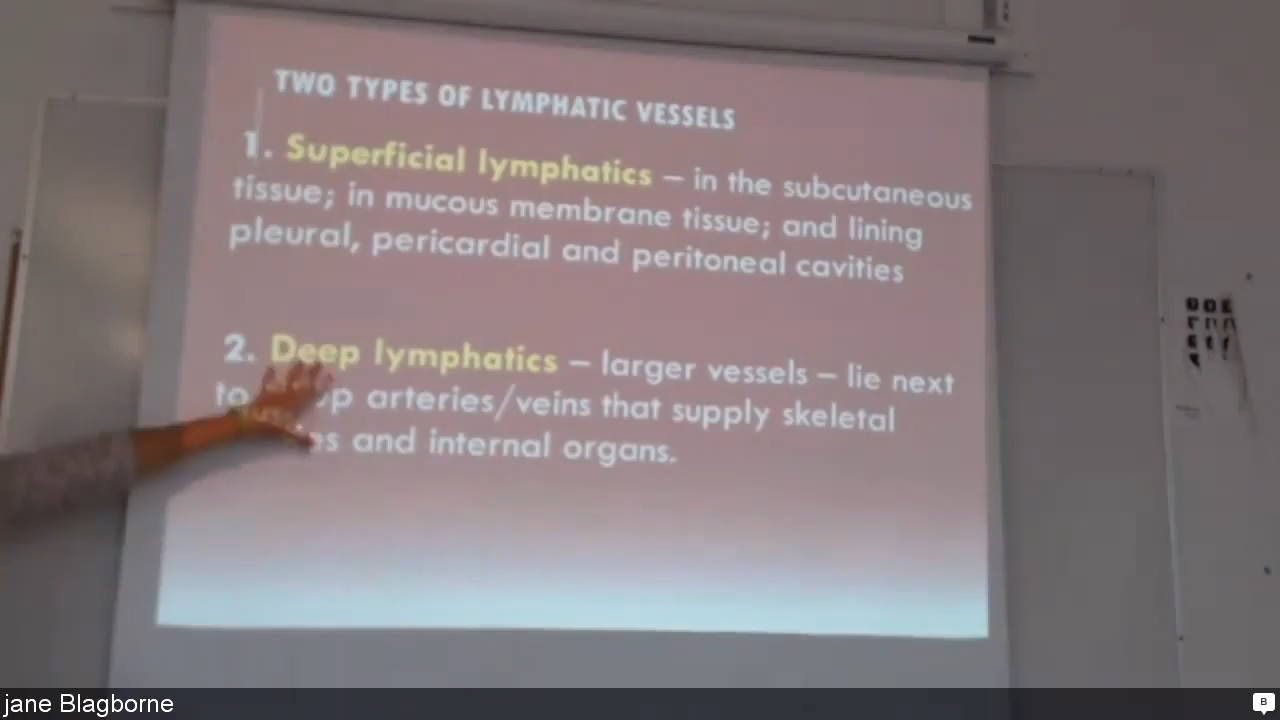 TWO TYPES OF LYMPHATIC VESSELS
1. Superficial lymphatics – in the subcutaneous
tissue; in mucous membrane tissue; and lining
pleural, pericardial and peritoneal cavities
2. Deep lymphatics – larger vessels – lie next
to arteries/veins that supply skeletal
and internal organs.
jane Blagborne
B